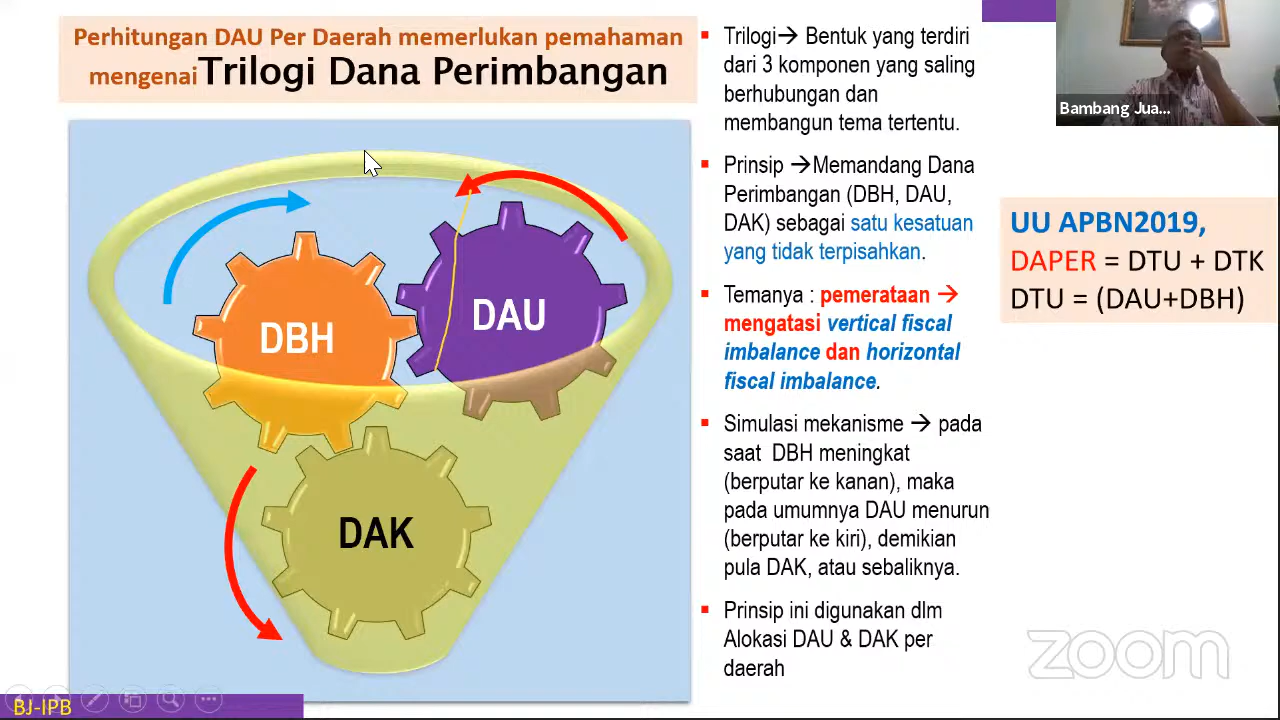 Perhitungan DAU Per Daerah memerlukan pemahaman
mengenai Trilogi Dana Perimbangan
DBH
DAU
DAK
BJ-IPB
▪ Trilogi→ Bentuk yang terdiri
dari 3 komponen yang saling
berhubungan dan
membangun tema tertentu.
▪ Prinsip →Memandang Dana
Perimbangan (DBH, DAU,
DAK) sebagai satu kesatuan
yang tidak terpisahkan.
▪ Temanya : pemerataan →
mengatasi vertical fiscal
imbalance dan horizontal
fiscal imbalance.
▪ Simulasi mekanisme → pada
saat DBH meningkat
(berputar ke kanan), maka
pada umumnya DAU menurun
(berputar ke kiri), demikian
pula DAK, atau sebaliknya.
▪ Prinsip ini digunakan dlm
Alokasi DAU & DAK per
daerah
Bambang Jua...
UU APBN2019,
DAPER = DTU + DTK
DTU = (DAU+DBH)
zoom